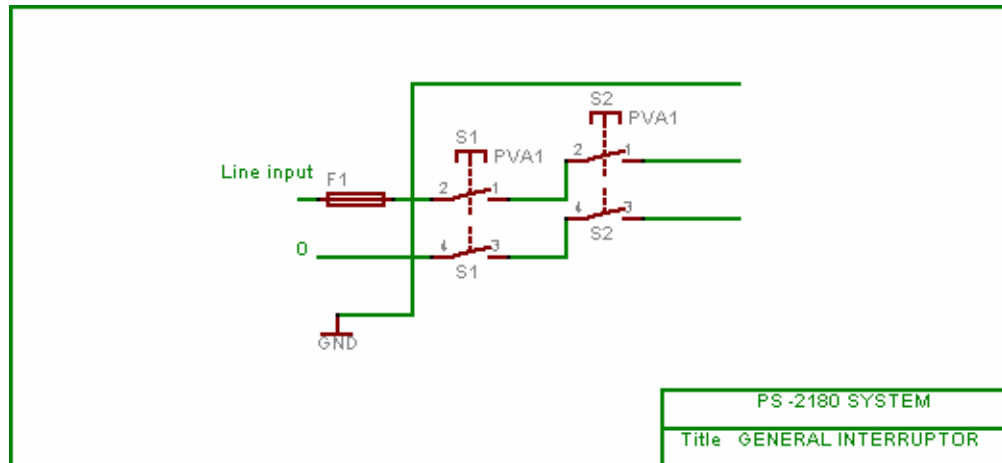 S2
PVA1
S1
PVA1
2 1
Line input
F1
2 1
4 3
S2
0
4 3
S1
GND
PS -2180 SYSTEM
Title GENERAL INTERRUPTOR